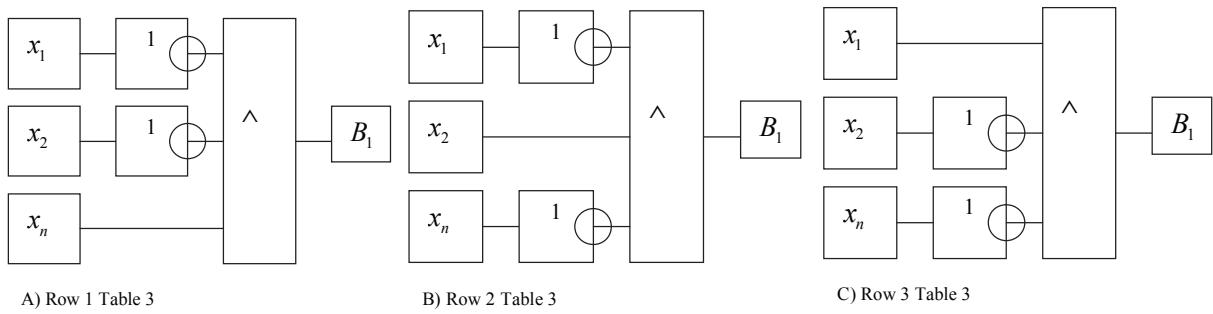 x₁ 1
x₂ 1 ∧ B₁
xₙ
A) Row 1 Table 3
x₁ 1
x₂ ∧ B₁
xₙ 1
B) Row 2 Table 3
x₁
x₂ 1 ∧ B₁
xₙ 1
C) Row 3 Table 3